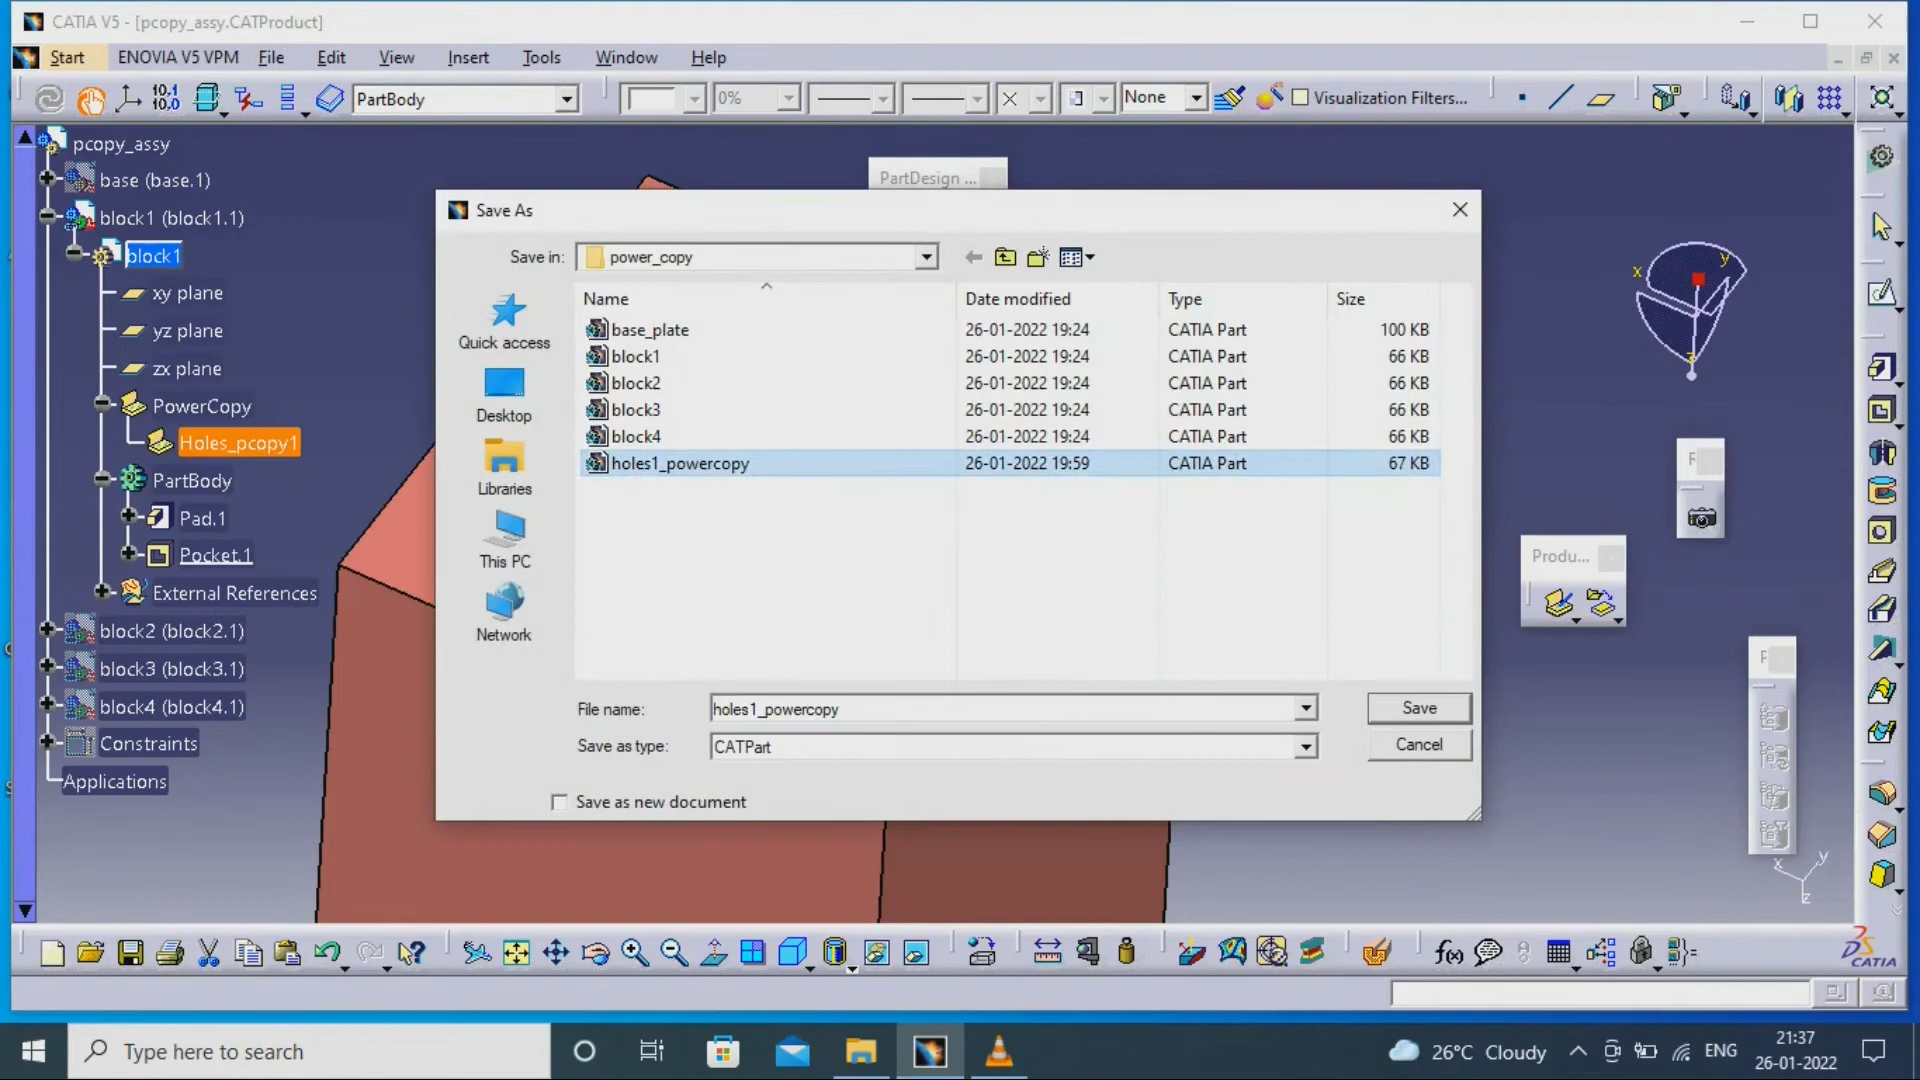 CATIA V5 - [pcopy_assy.CATProduct]
Start ENOVIA V5 VPM File Edit View Insert Tools Window Help
10,1
10,0
PartBody
0%
None
Visualization Filters...
pcopy_assy
base (base.1)
block1 (block1.1)
block1
xy plane
yz plane
zx plane
PowerCopy
Holes_pcopy1
PartBody
Pad.1
Pocket.1
External References
block2 (block2.1)
block3 (block3.1)
block4 (block4.1)
Constraints
Applications
PartDesign ...
Save As
Save in: power_copy
Quick access
Desktop
Libraries
This PC
Network
Name Date modified Type Size
base_plate 26-01-2022 19:24 CATIA Part 100 KB
block1 26-01-2022 19:24 CATIA Part 66 KB
block2 26-01-2022 19:24 CATIA Part 66 KB
block3 26-01-2022 19:24 CATIA Part 66 KB
block4 26-01-2022 19:24 CATIA Part 66 KB
holes1_powercopy 26-01-2022 19:59 CATIA Part 67 KB
File name: holes1_powercopy Save
Save as type: CATPart Cancel
Save as new document
x y z
Produ...
x y z
f(x)
CATIA
Type here to search
26°C Cloudy
ENG
21:37
26-01-2022